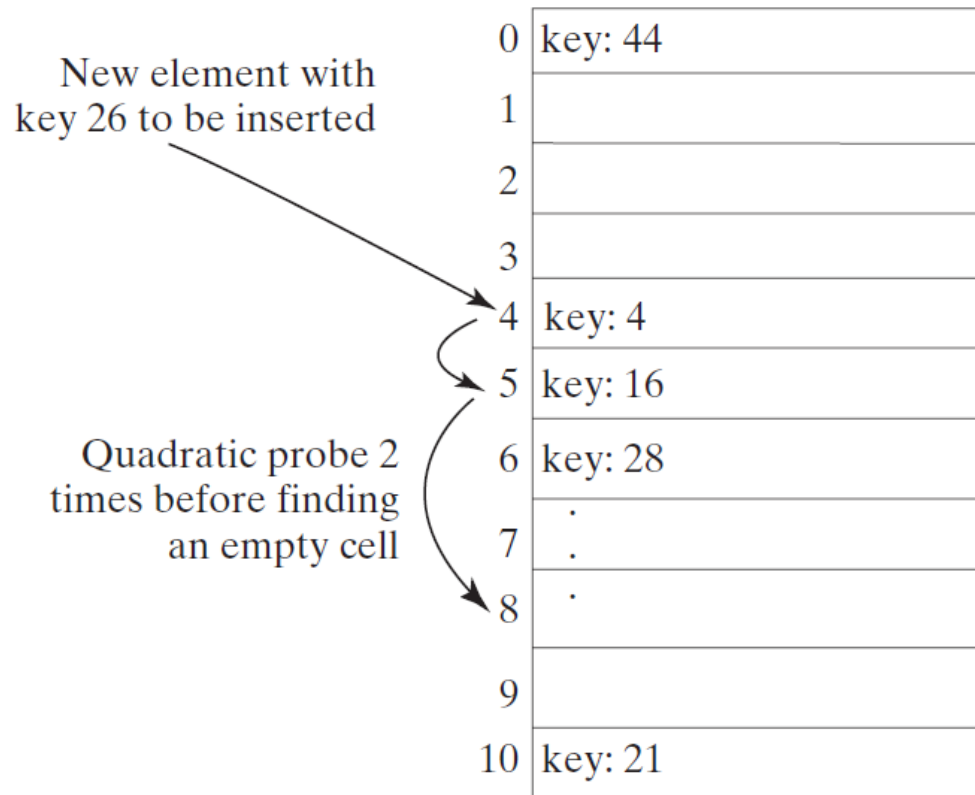 New element with
key 26 to be inserted
0 key: 44
1
2
3
4 key: 4
5 key: 16
Quadratic probe 2
times before finding
an empty cell
6 key: 28
7 .
.
8 .
9
10 key: 21